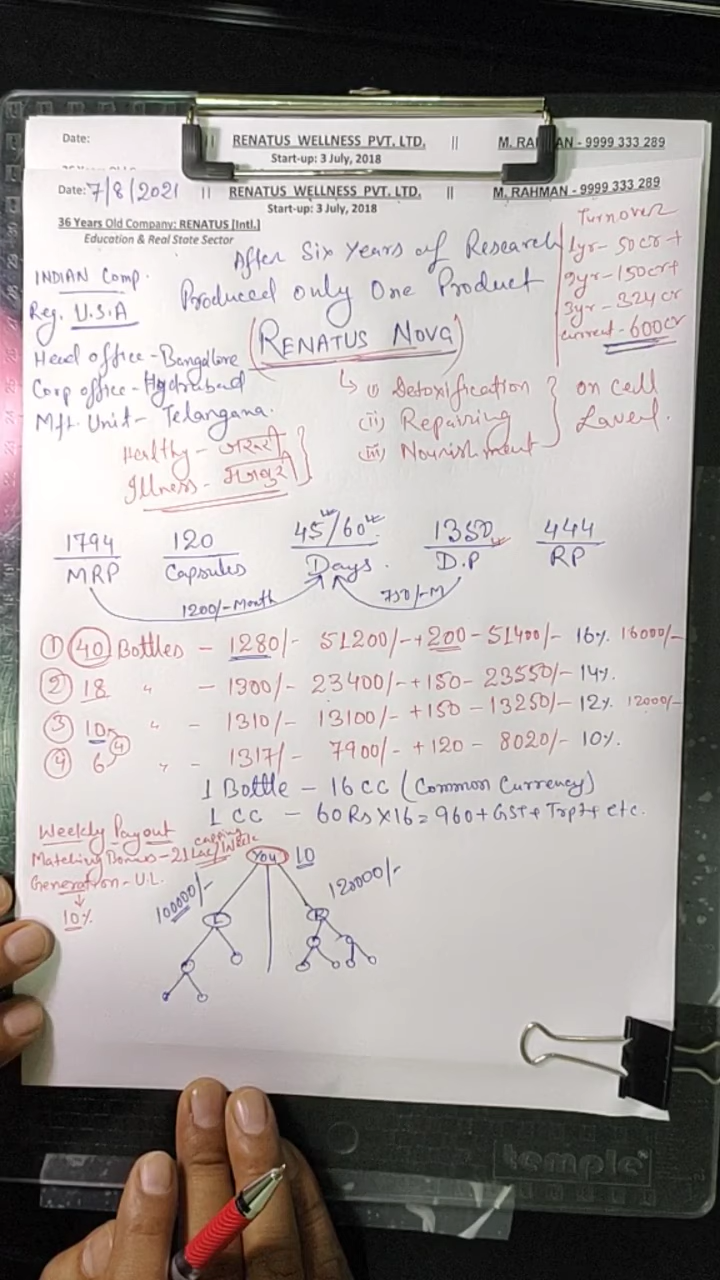 Date: || RENATUS WELLNESS PVT. LTD. || M. RA AN - 9999 333 289
Start-up: 3 July, 2018
Date: 7/8/2021 || RENATUS WELLNESS PVT. LTD. || M. RAHMAN - 9999 333 289
Start-up: 3 July, 2018
36 Years Old Company: RENATUS [Intl.]
Education & Real State Sector
Turnover
1yr - 50cr +
2yr - 150cr+
3yr - 324 cr
current - 600cr
After Six Years of Research
Produced only One Product
(RENATUS NOVA)
INDIAN Comp.
Reg. U.S.A
Head office - Bangalore
Corp office - Hydrabad
Mft. Unit - Telangana.
Healthy - जरूरी
Illness - मजबूरी
(i) Detoxification
(ii) Repairing
(iii) Nourishment
on cell
Lavel.
1794 120 45/60 1350 444
MRP Capsules Days. D.P RP
1200/- Month 750/-M
① 40 Bottles - 1280/- 51200/- +200 - 51400/- 16% 16000/-
② 18 " - 1300/- 23400/- +150 - 23550/- 14%.
③ 10 " - 1310/- 13100/- +150 - 13250/- 12% 12000/-
④ 6 ④ " - 1317/- 7900/- +120 - 8020/- 10%.
1 Bottle - 16 CC (Common Currency)
1 CC - 60 Rs X16 = 960 + GST + Trpt+ etc.
Weekly Payout
Matching Bonus - 21 Lac/Week
capping
Generation - U.L.
10%
You 10
100000/- 120000/-
L R
temple